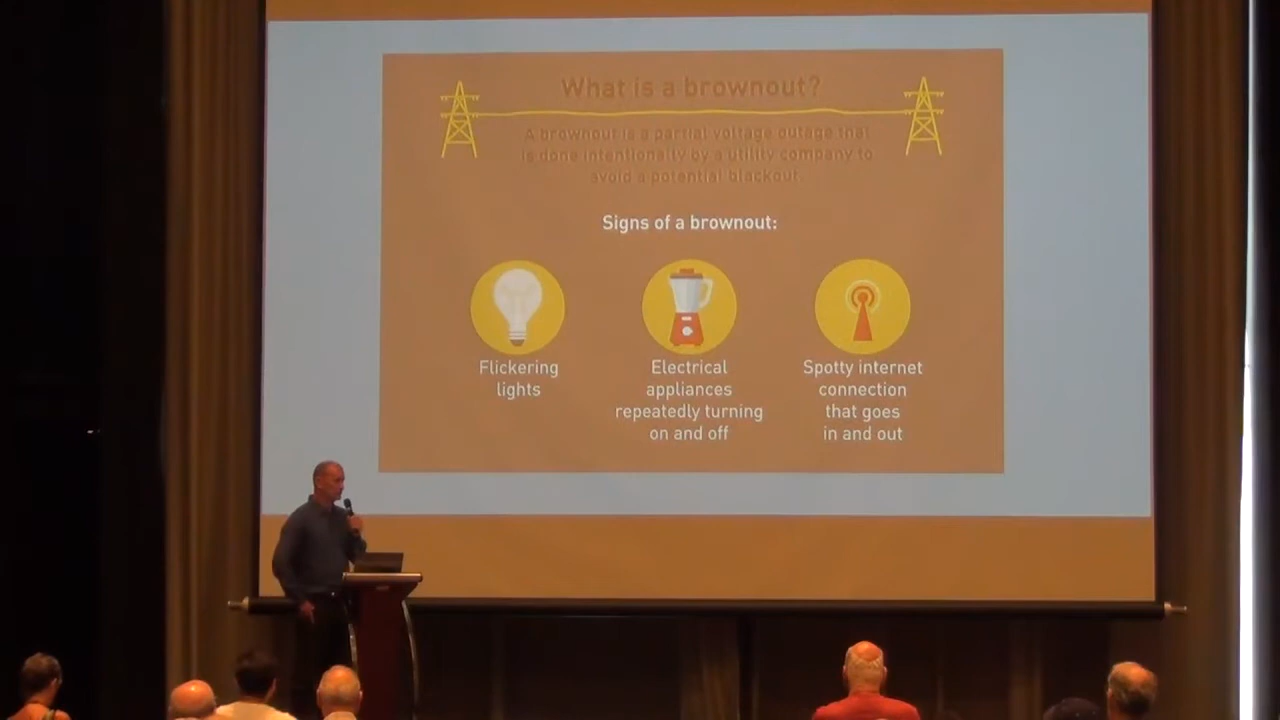 What is a brownout?
A brownout is a partial voltage outage that
is done intentionally by a utility company to
avoid a potential blackout.
Signs of a brownout:
Flickering
lights
Electrical
appliances
repeatedly turning
on and off
Spotty internet
connection
that goes
in and out